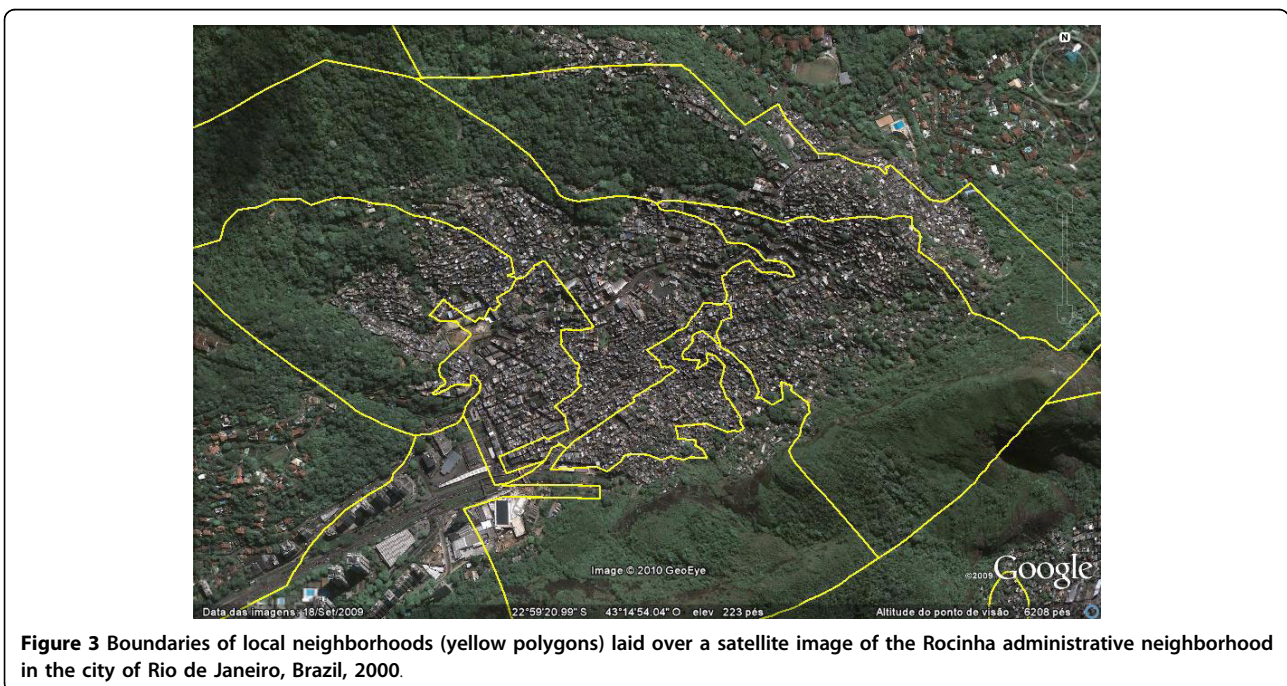 N
Image © 2010 GeoEye
©2009 Google
Data das imagens: 18/Set/2009 22°59'20.99" S 43°14'54.04" O elev 223 pés Altitude do ponto de visão 6208 pés
Figure 3 Boundaries of local neighborhoods (yellow polygons) laid over a satellite image of the Rocinha administrative neighborhood
in the city of Rio de Janeiro, Brazil, 2000.